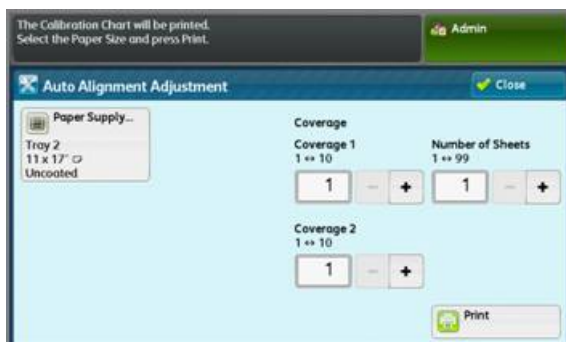 The Calibration Chart will be printed.
Select the Paper Size and press Print.
Admin
Auto Alignment Adjustment
Close
Paper Supply...
Tray 2
11 x 17"
Uncoated
Coverage
Coverage 1
1 ↔ 10
1 − +
Number of Sheets
1 ↔ 99
1 − +
Coverage 2
1 ↔ 10
1 − +
Print